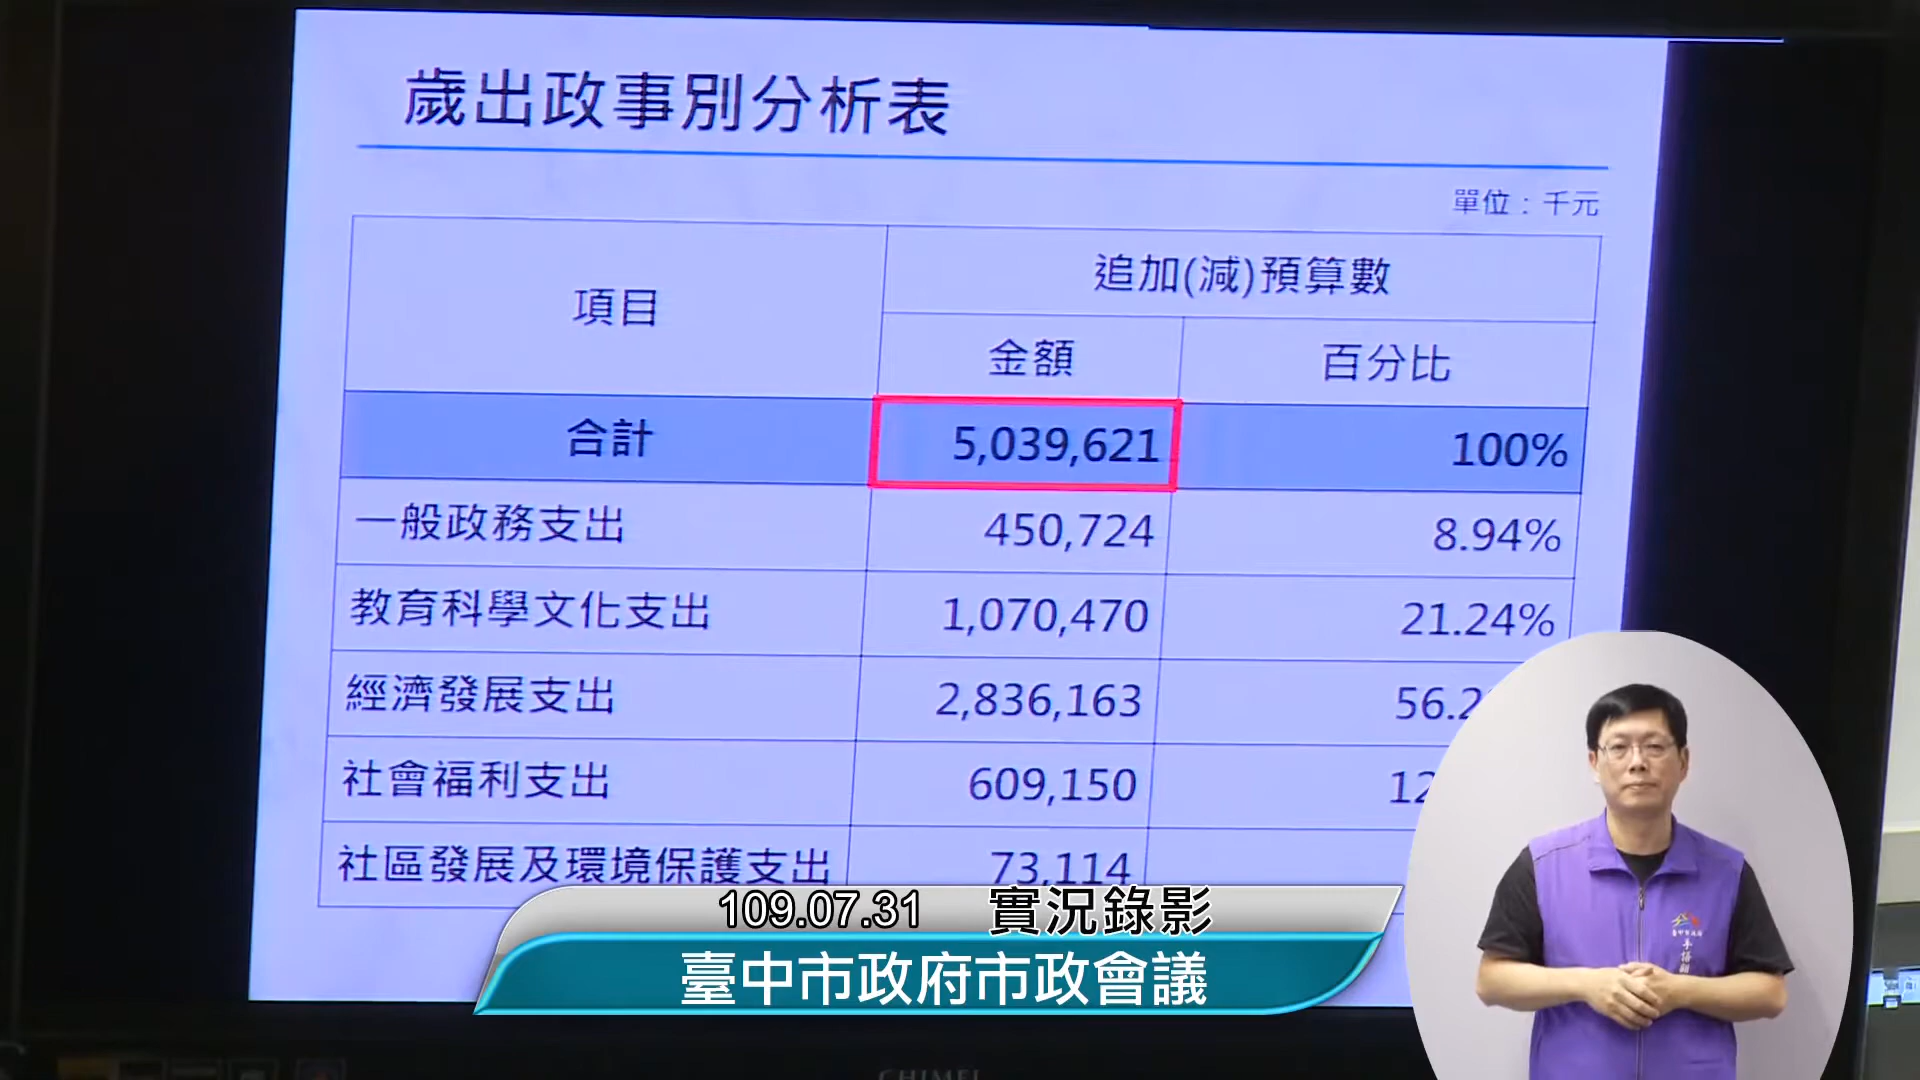 歲出政事別分析表
單位：千元
項目
追加(減)預算數
金額
百分比
合計
5,039,621
100%
一般政務支出
450,724
8.94%
教育科學文化支出
1,070,470
21.24%
經濟發展支出
2,836,163
56.2
社會福利支出
609,150
12
社區發展及環境保護支出
73,114
109.07.31 實況錄影
臺中市政府市政會議
CHIMEI